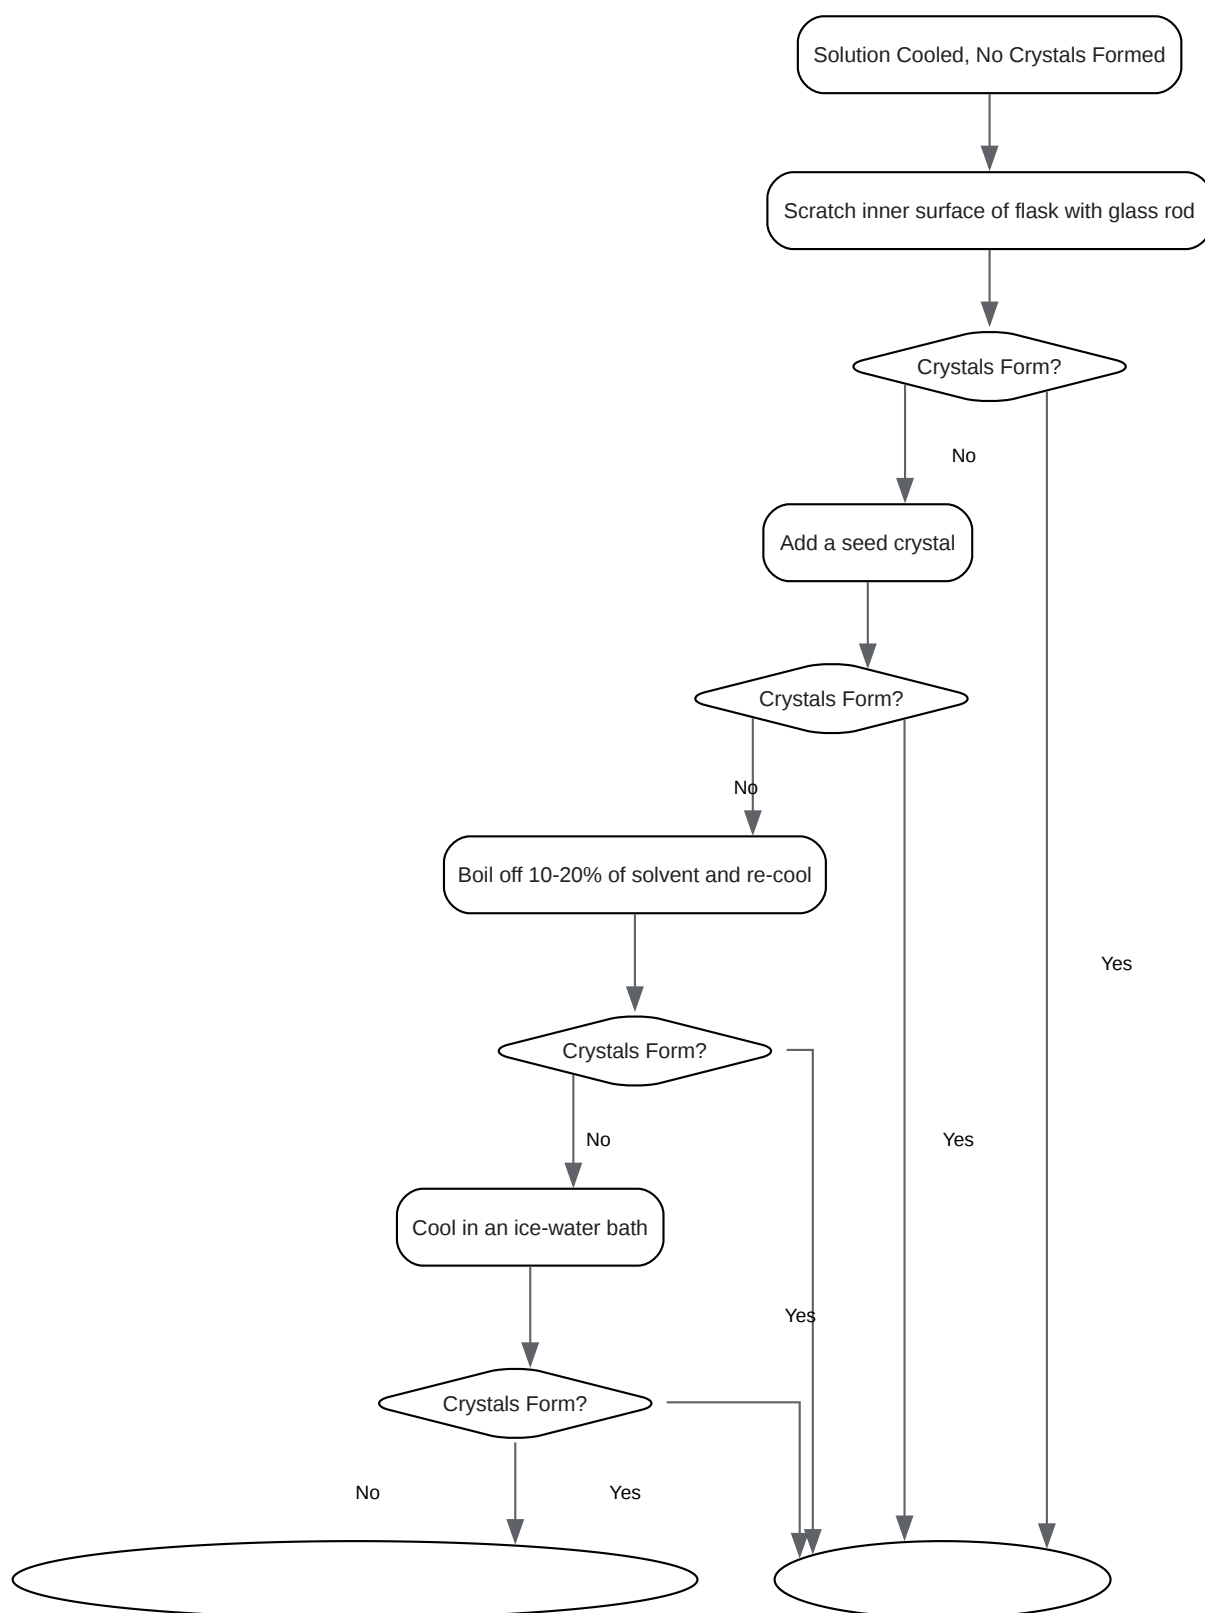 Solution Cooled, No Crystals Formed
Scratch inner surface of flask with glass rod
Crystals Form?
No
Add a seed crystal
Crystals Form?
No
Boil off 10-20% of solvent and re-cool
Yes
Crystals Form?
No
Yes
Cool in an ice-water bath
Yes
Crystals Form?
No
Yes